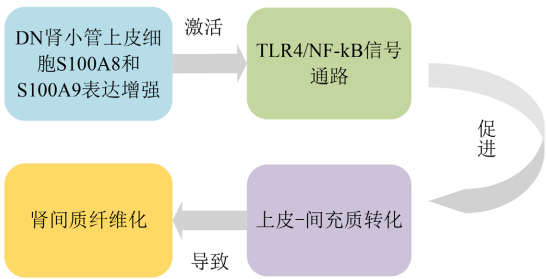 DN肾小管上皮细
胞S100A8和
S100A9表达增强
激活
TLR4/NF-kB信号
通路
促
进
上皮-间充质转化
导致
肾间质纤维化